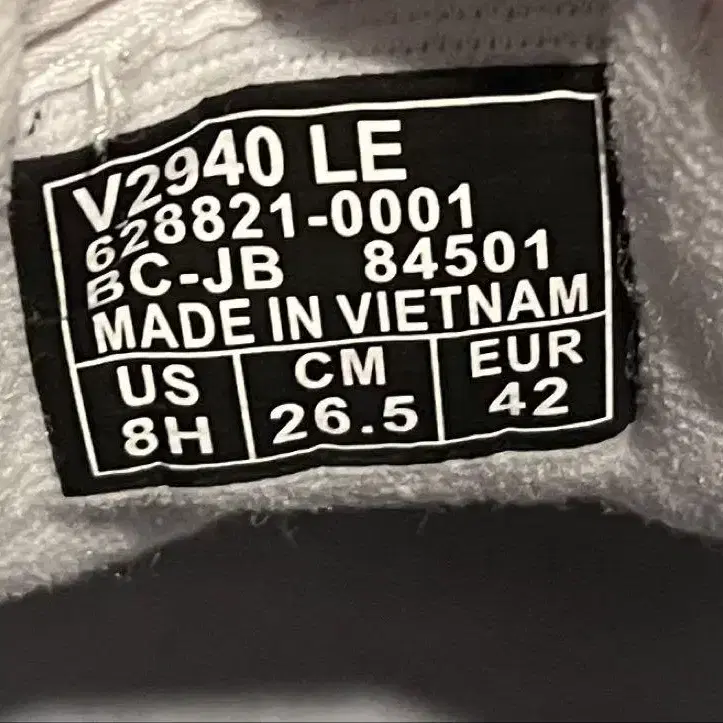 V2940 LE
628821-0001
BC-JB 84501
MADE IN VIETNAM
US CM EUR
8H 26.5 42